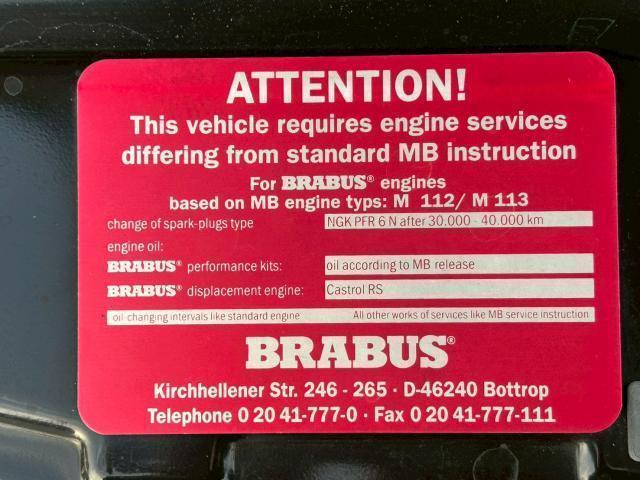 ATTENTION!
This vehicle requires engine services
differing from standard MB instruction
For BRABUS® engines
based on MB engine typs: M 112/ M 113
change of spark-plugs type NGK PFR 6 N after 30.000 - 40.000 km
engine oil:
BRABUS® performance kits: oil according to MB release
BRABUS® displacement engine: Castrol RS
oil changing intervals like standard engine All other works of services like MB service instruction
BRABUS®
Kirchhellener Str. 246 - 265 · D-46240 Bottrop
Telephone 0 20 41-777-0 · Fax 0 20 41-777-111